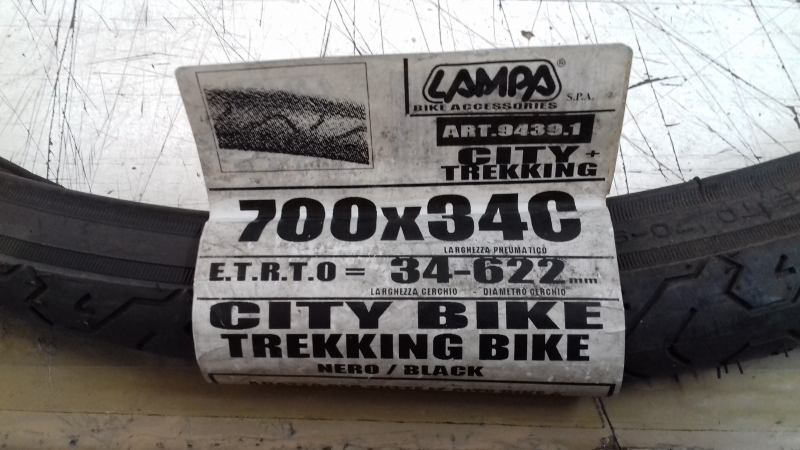 LAMPA®
BIKE ACCESSORIES S.P.A.
ART.9439.1
CITY +
TREKKING
700x34C
LARGHEZZA PNEUMATICO
E.T.R.T.O = 34-622 mm
LARGHEZZA CERCHIO - DIAMETRO CERCHIO
CITY BIKE
TREKKING BIKE
NERO / BLACK